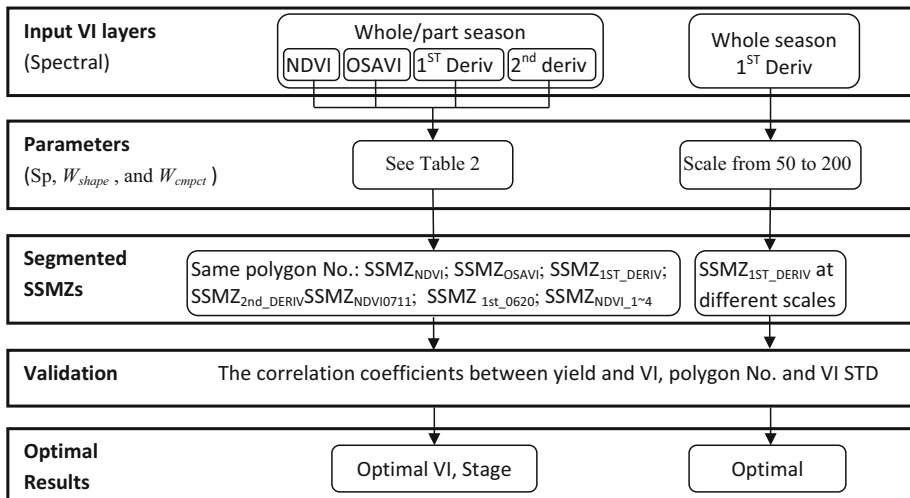 Input VI layers
(Spectral)
Whole/part season
NDVI OSAVI 1ST Deriv 2nd deriv
Whole season
1ST Deriv
Parameters
(Sp, Wshape , and Wcmpct )
See Table 2
Scale from 50 to 200
Segmented
SSMZs
Same polygon No.: SSMZNDVI; SSMZOSAVI; SSMZ1ST_DERIV;
SSMZ2nd_DERIVSSMZNDVI0711; SSMZ 1st_0620; SSMZNDVI_1~4
SSMZ1ST_DERIV at
different scales
Validation
The correlation coefficients between yield and VI, polygon No. and VI STD
Optimal
Results
Optimal VI, Stage
Optimal